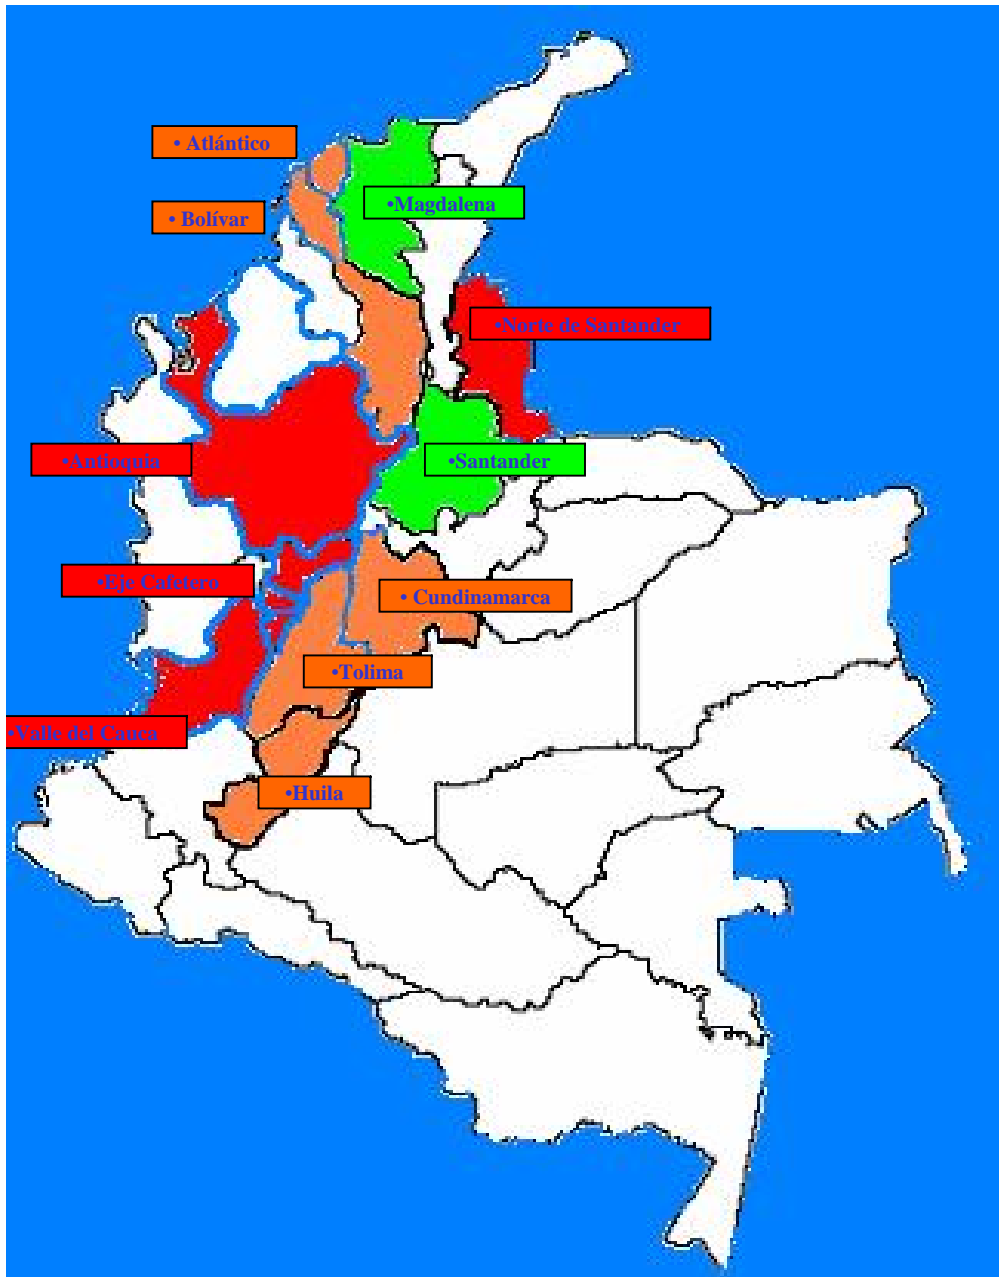 • Atlántico
•Magdalena
• Bolívar
•Norte de Santander
•Antioquia
•Santander
•Eje Cafetero
• Cundinamarca
•Tolima
•Valle del Cauca
•Huila